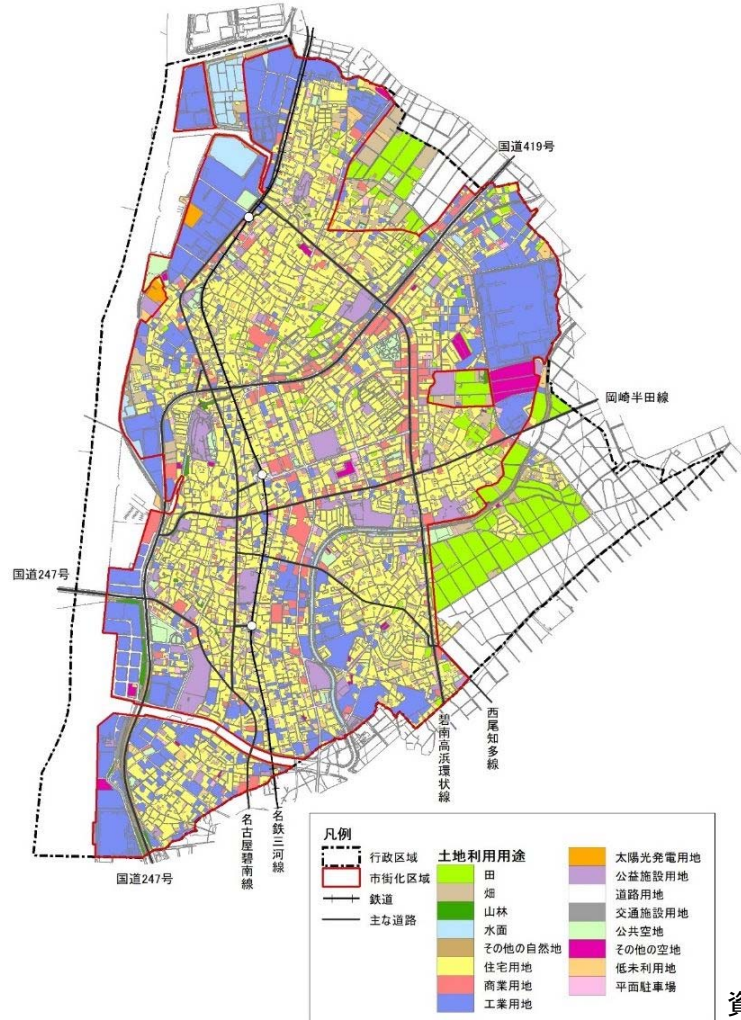 国道419号
岡崎半田線
国道247号
西尾知多線
碧南高浜環状線
名鉄三河線
名古屋碧南線
国道247号
凡例
行政区域
市街化区域
鉄道
主な道路
土地利用用途
田
畑
山林
水面
その他の自然地
住宅用地
商業用地
工業用地
太陽光発電用地
公益施設用地
道路用地
交通施設用地
公共空地
その他の空地
低未利用地
平面駐車場